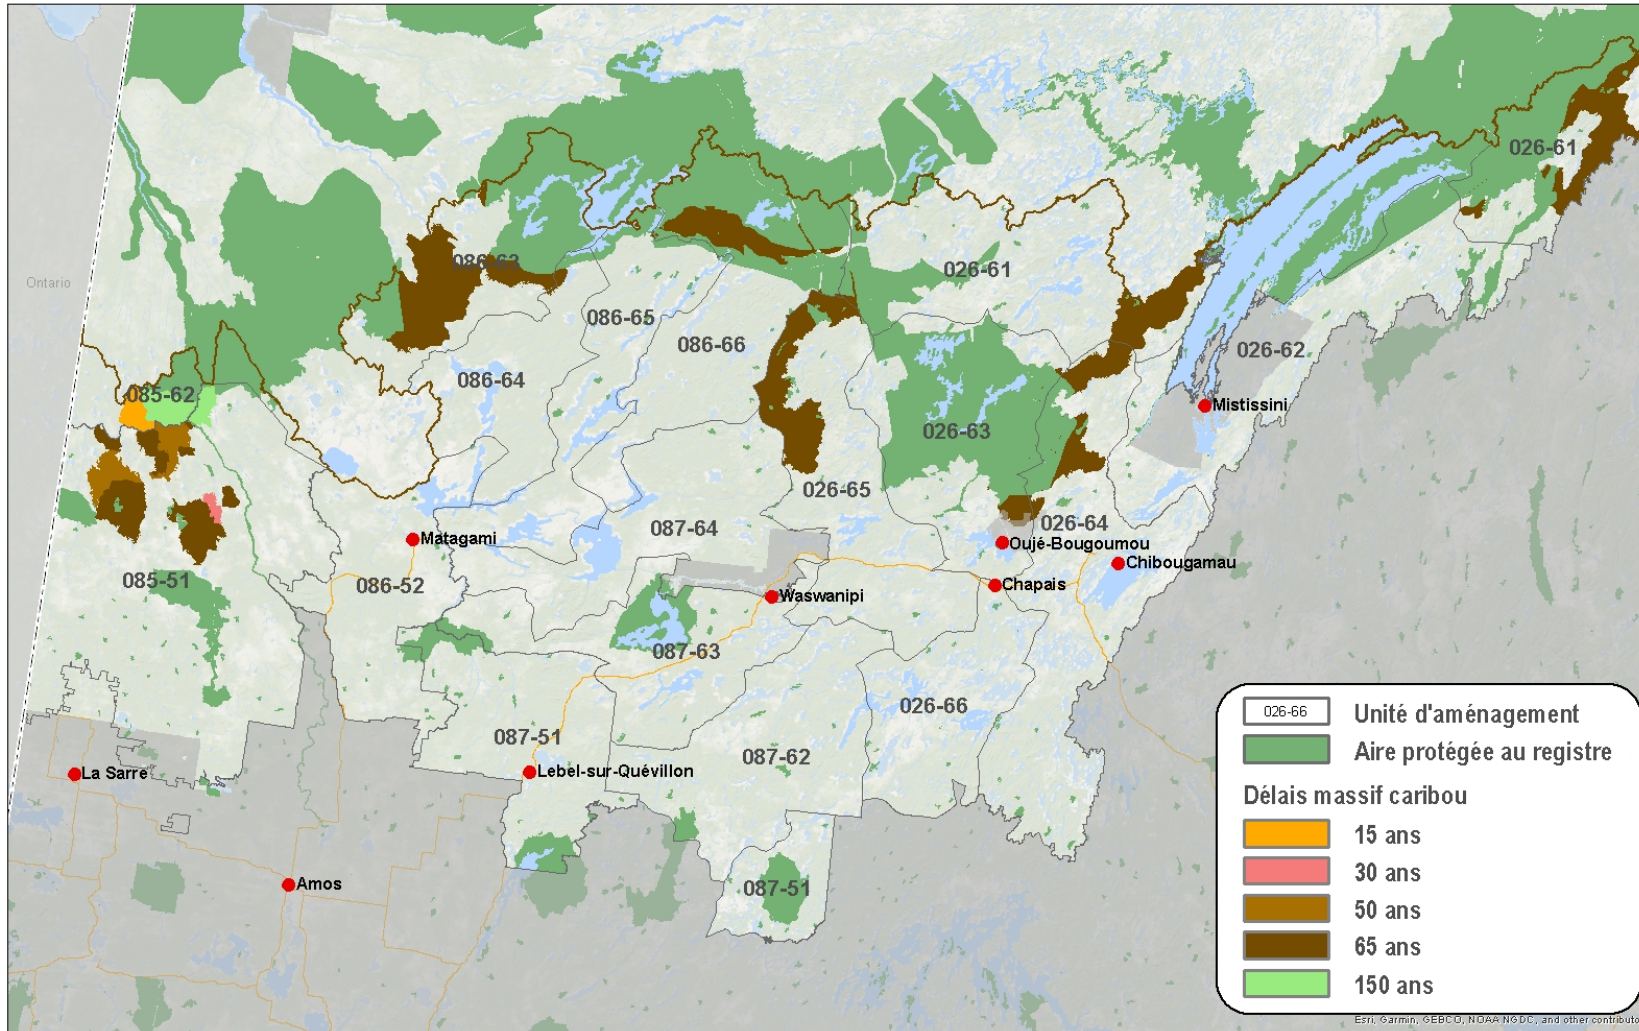 026-61
Ontario
086-63
026-61
086-65
086-66
026-62
086-64
085-62
Mistissini
026-63
026-65
087-64
026-64
Matagami
Oujé-Bougoumou
Chibougamau
085-51
086-52
Chapais
Waswanipi
087-63
026-66
087-51
087-62
La Sarre
Lebel-sur-Quévillon
Amos
087-51
026-66 Unité d'aménagement
Aire protégée au registre
Délais massif caribou
15 ans
30 ans
50 ans
65 ans
150 ans
Esri, Garmin, GEBCO, NOAA NGDC, and other contributo